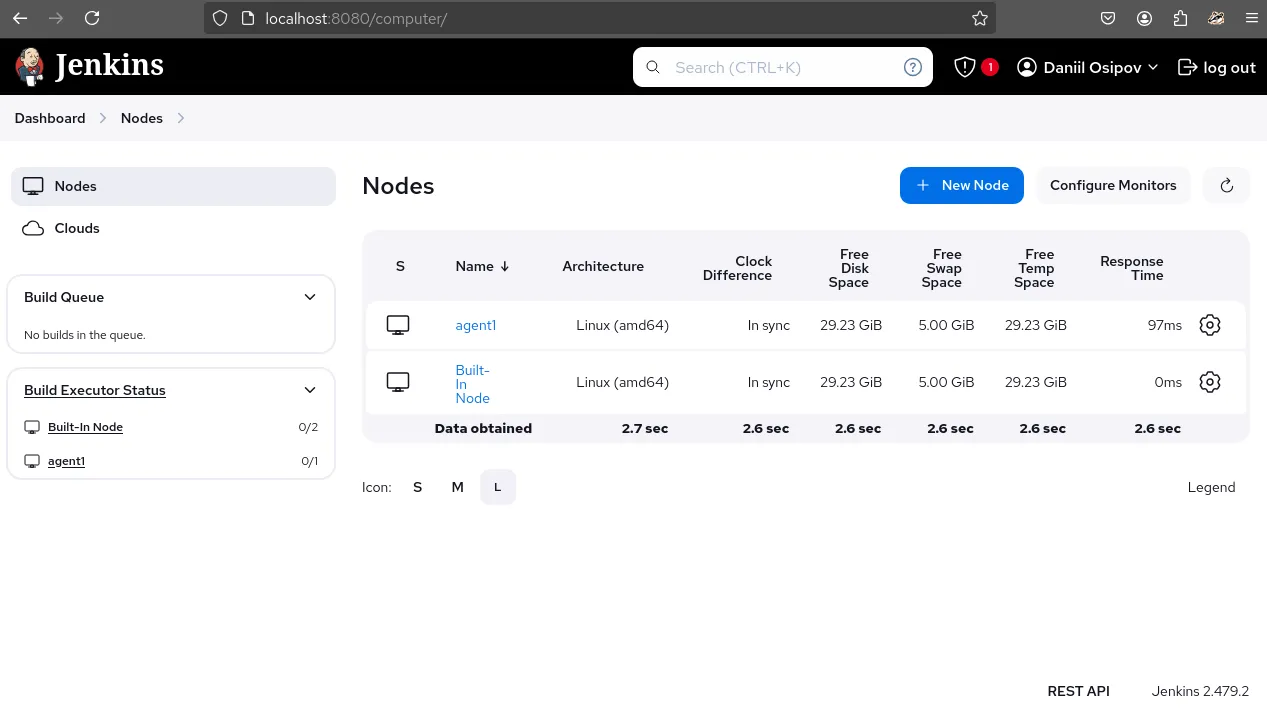 localhost:8080/computer/
Jenkins
Search (CTRL+K)
?
1
Daniil Osipov
log out
Dashboard
Nodes
Nodes
Clouds
Build Queue
No builds in the queue.
Build Executor Status
Built-In Node 0/2
agent1 0/1
Nodes
+ New Node
Configure Monitors
S Name ↓ Architecture Clock Difference Free Disk Space Free Swap Space Free Temp Space Response Time
agent1 Linux (amd64) In sync 29.23 GiB 5.00 GiB 29.23 GiB 97ms
Built-In Node Linux (amd64) In sync 29.23 GiB 5.00 GiB 29.23 GiB 0ms
Data obtained 2.7 sec 2.6 sec 2.6 sec 2.6 sec 2.6 sec 2.6 sec
Icon: S M L
Legend
REST API
Jenkins 2.479.2